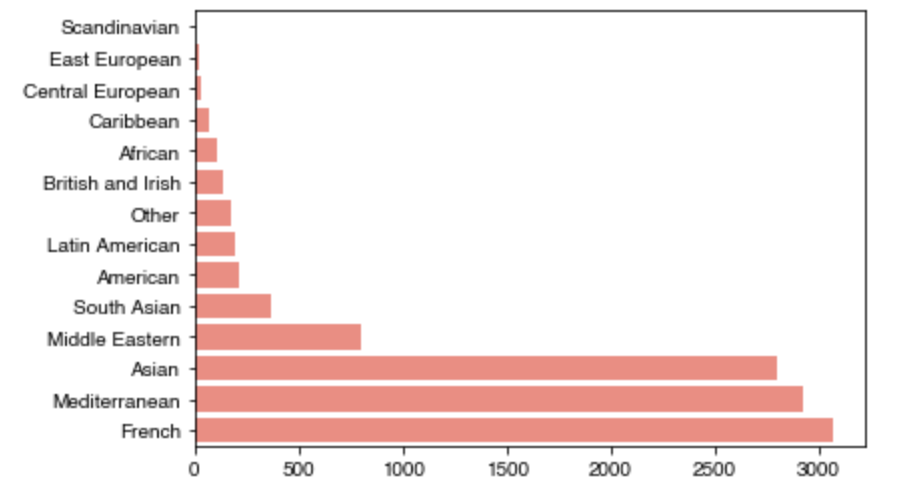 Scandinavian
East European
Central European
Caribbean
African
British and Irish
Other
Latin American
American
South Asian
Middle Eastern
Asian
Mediterranean
French
0 500 1000 1500 2000 2500 3000